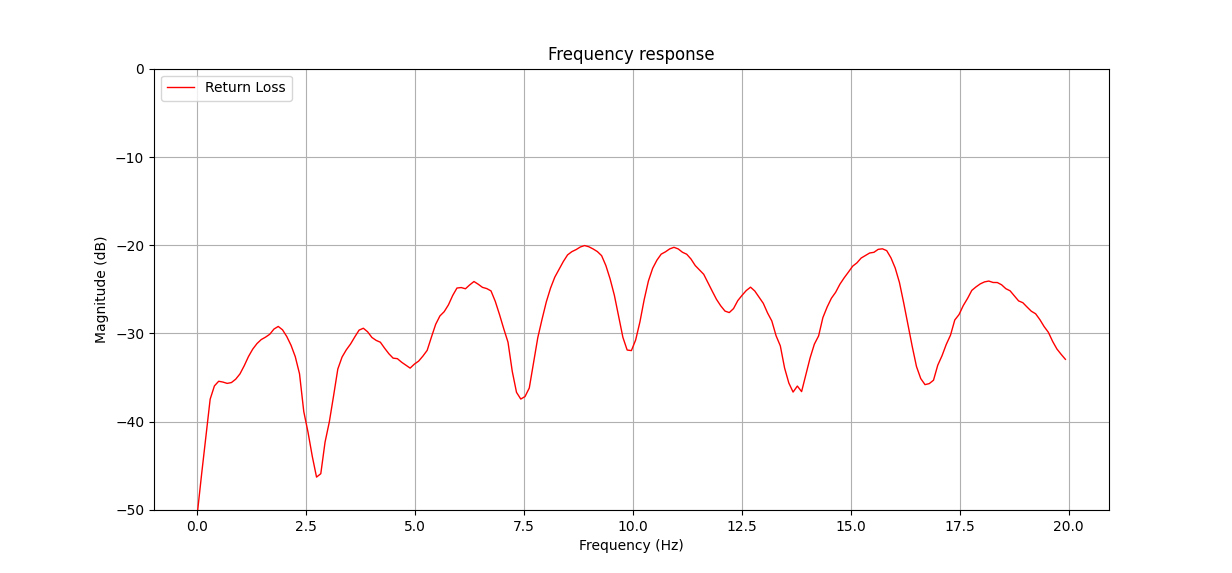 Frequency response
Return Loss
Magnitude (dB)
0
−10
−20
−30
−40
−50
0.0 2.5 5.0 7.5 10.0 12.5 15.0 17.5 20.0
Frequency (Hz)